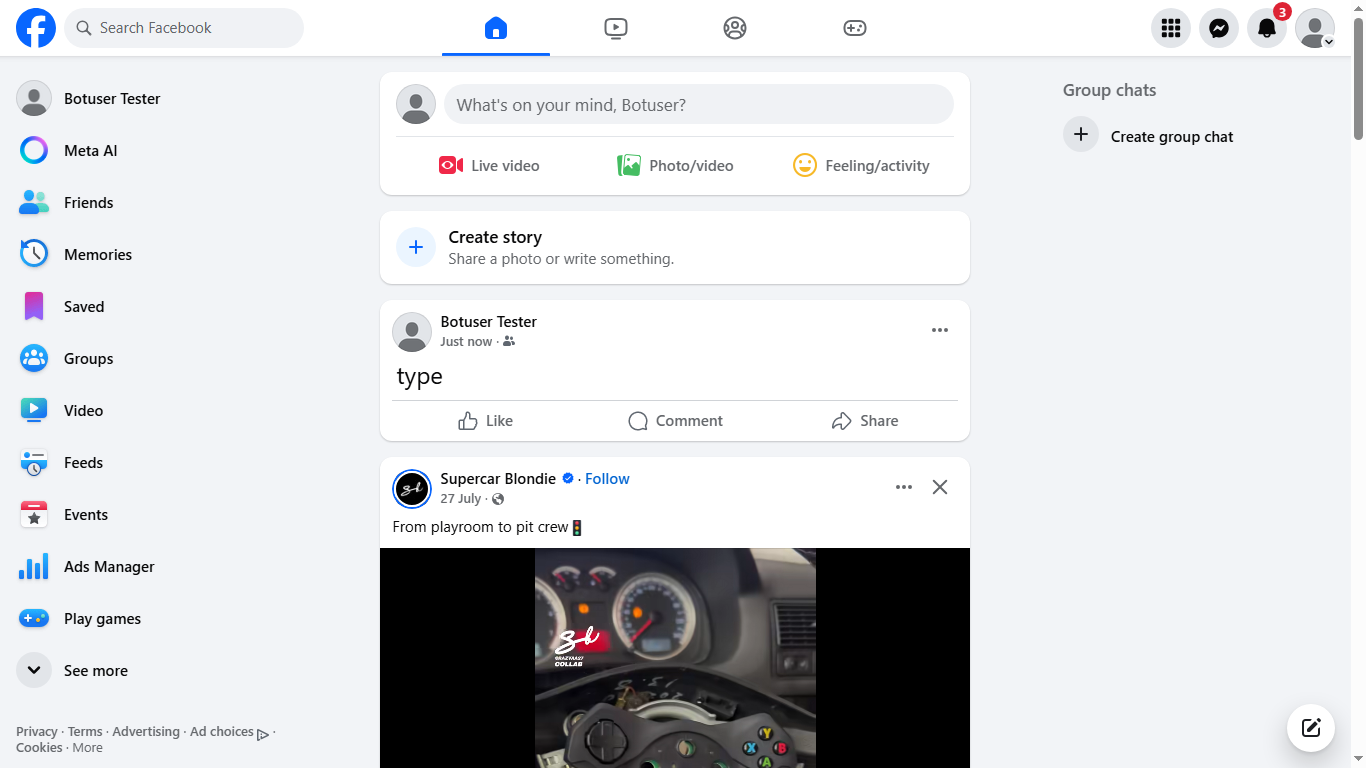 Search Facebook
3
Botuser Tester
Meta AI
Friends
Memories
Saved
Groups
Video
Feeds
Events
Ads Manager
Play games
See more
Privacy · Terms · Advertising · Ad choices ·
Cookies · More
What's on your mind, Botuser?
Live video
Photo/video
Feeling/activity
Create story
Share a photo or write something.
Botuser Tester
Just now ·
type
Like
Comment
Share
Supercar Blondie · Follow
27 July ·
From playroom to pit crew🚦
COLLAB
Y
X
B
A
Group chats
Create group chat